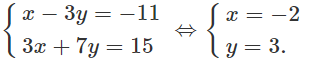 { x − 3y = −11 ⇔ { x = −2
{ 3x + 7y = 15 { y = 3.